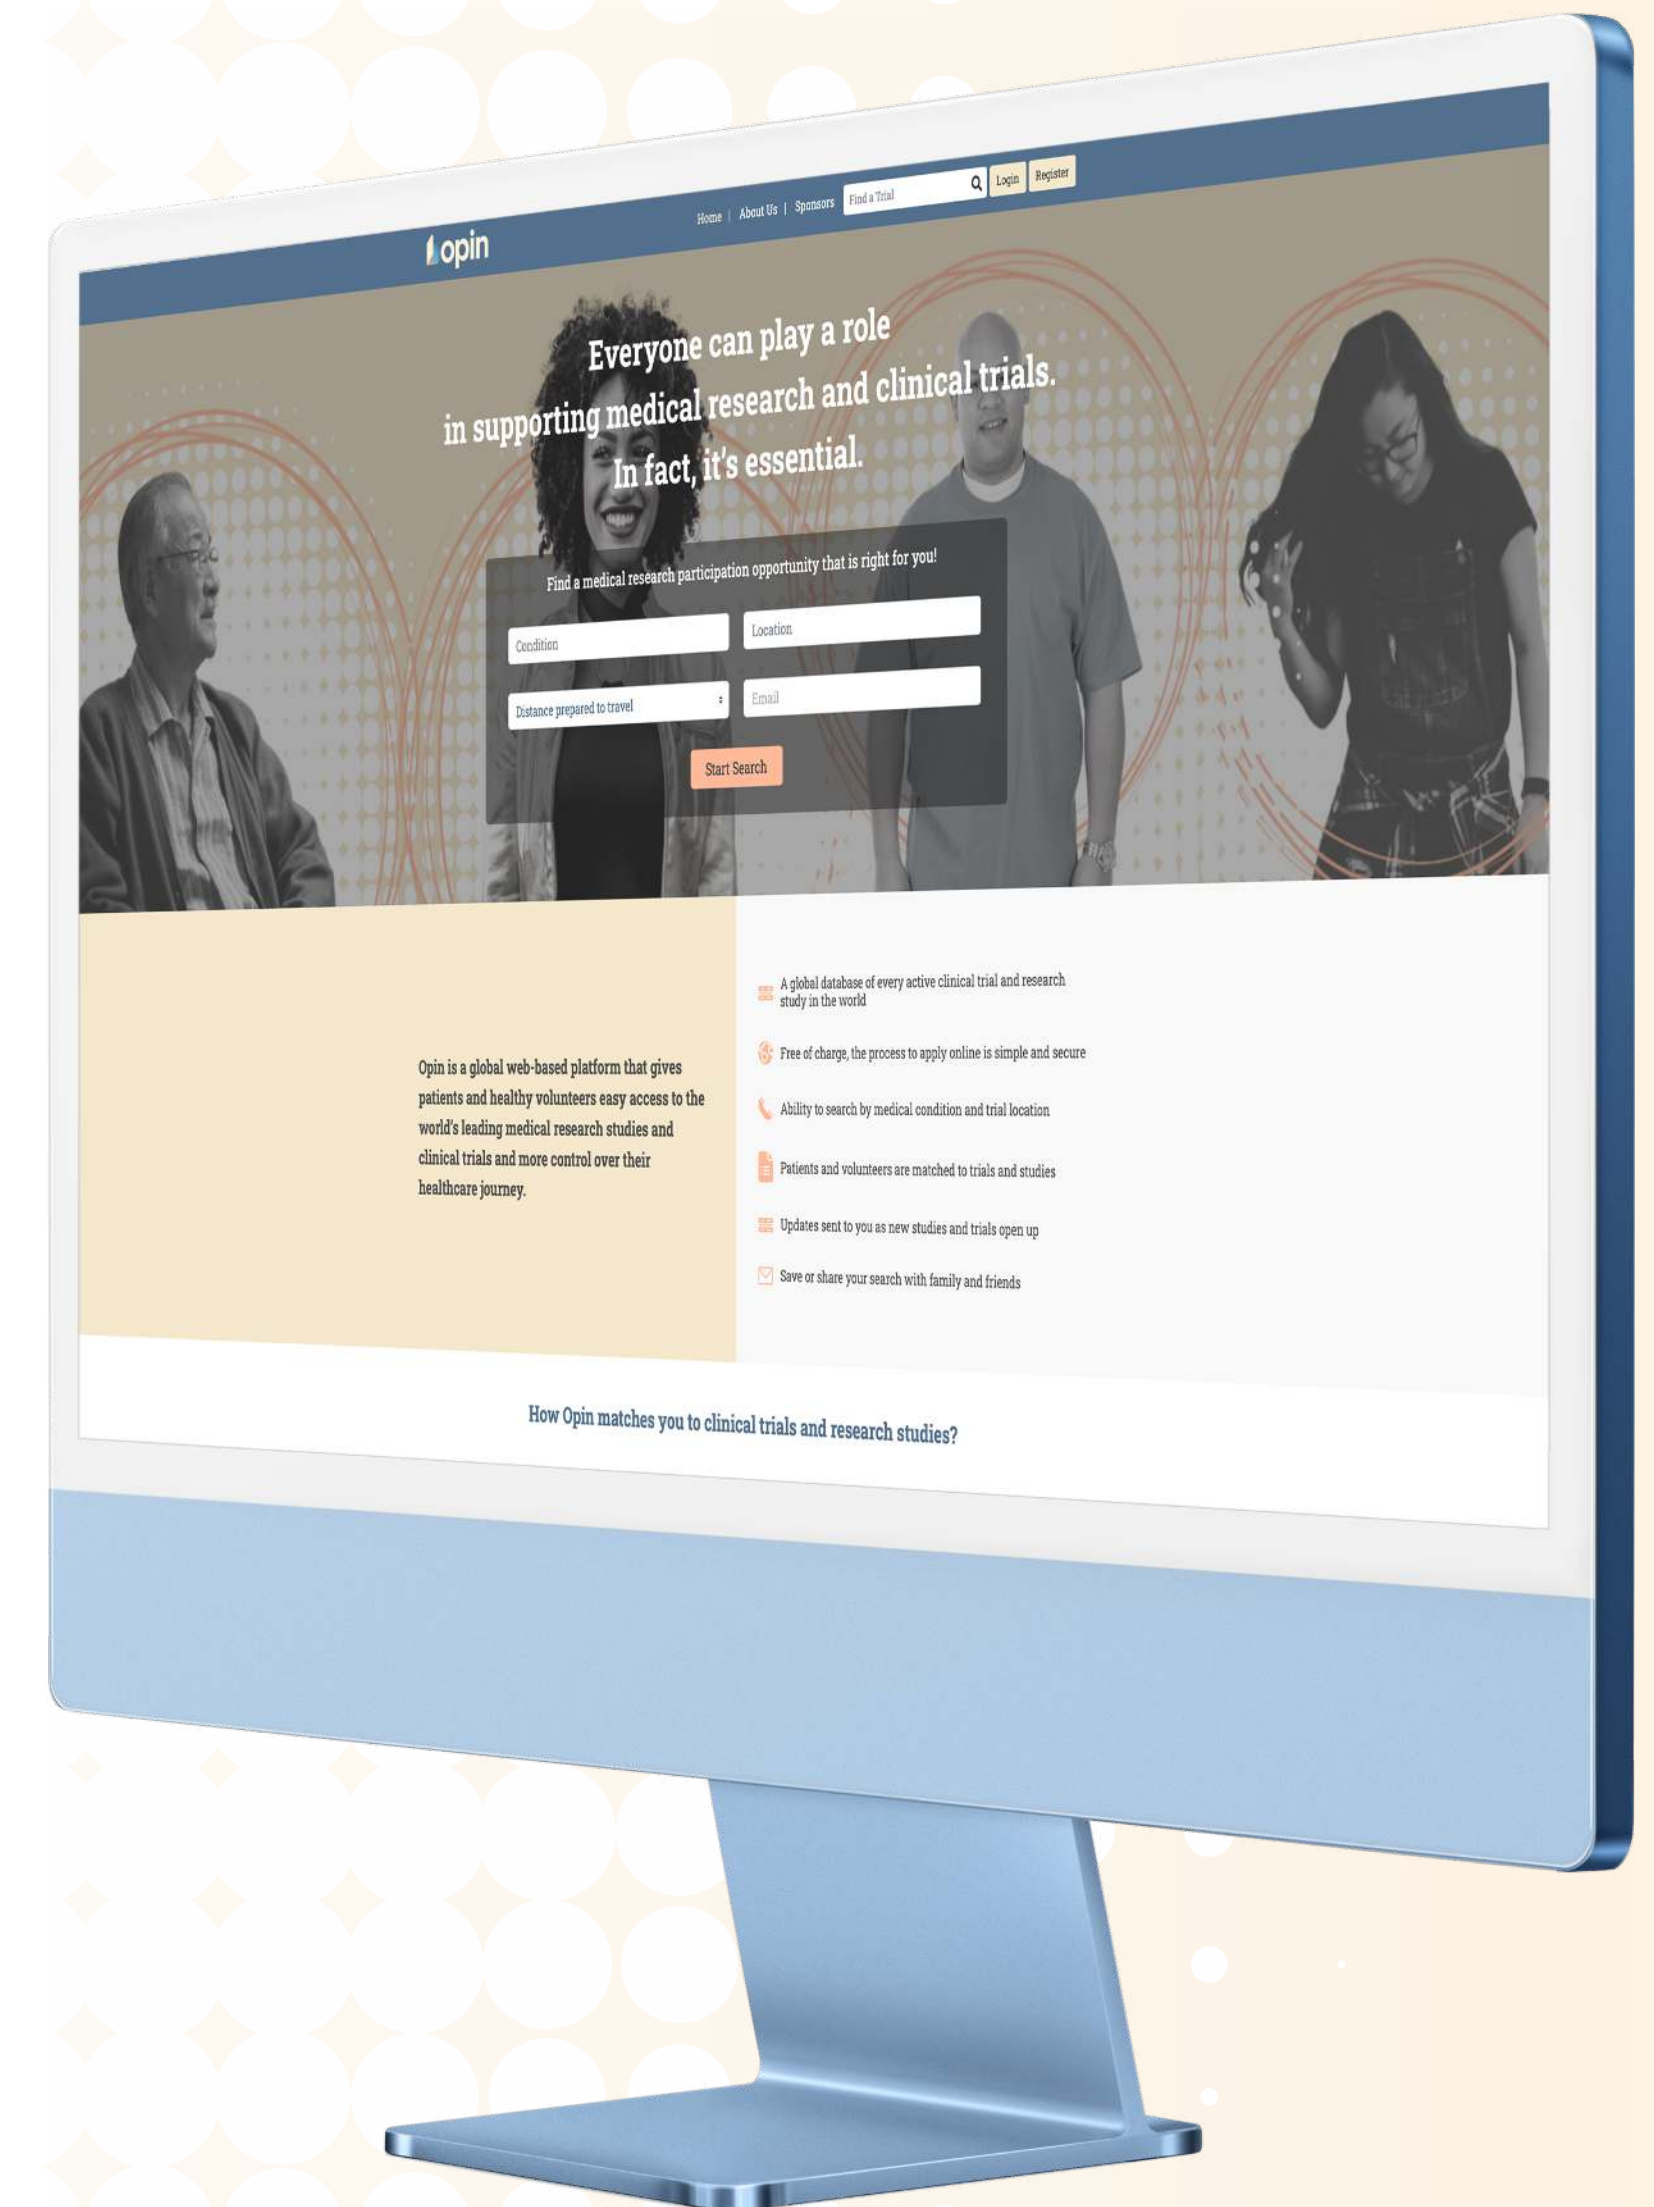 opin
Home | About Us | Sponsors
Find a Trial
Login
Register
Everyone can play a role
in supporting medical research and clinical trials.
In fact, it's essential.
Find a medical research participation opportunity that is right for you!
Condition
Location
Distance prepared to travel
Email
Start Search
Opin is a global web-based platform that gives
patients and healthy volunteers easy access to the
world's leading medical research studies and
clinical trials and more control over their
healthcare journey.
A global database of every active clinical trial and research
study in the world
Free of charge, the process to apply online is simple and secure
Ability to search by medical condition and trial location
Patients and volunteers are matched to trials and studies
Updates sent to you as new studies and trials open up
Save or share your search with family and friends
How Opin matches you to clinical trials and research studies?